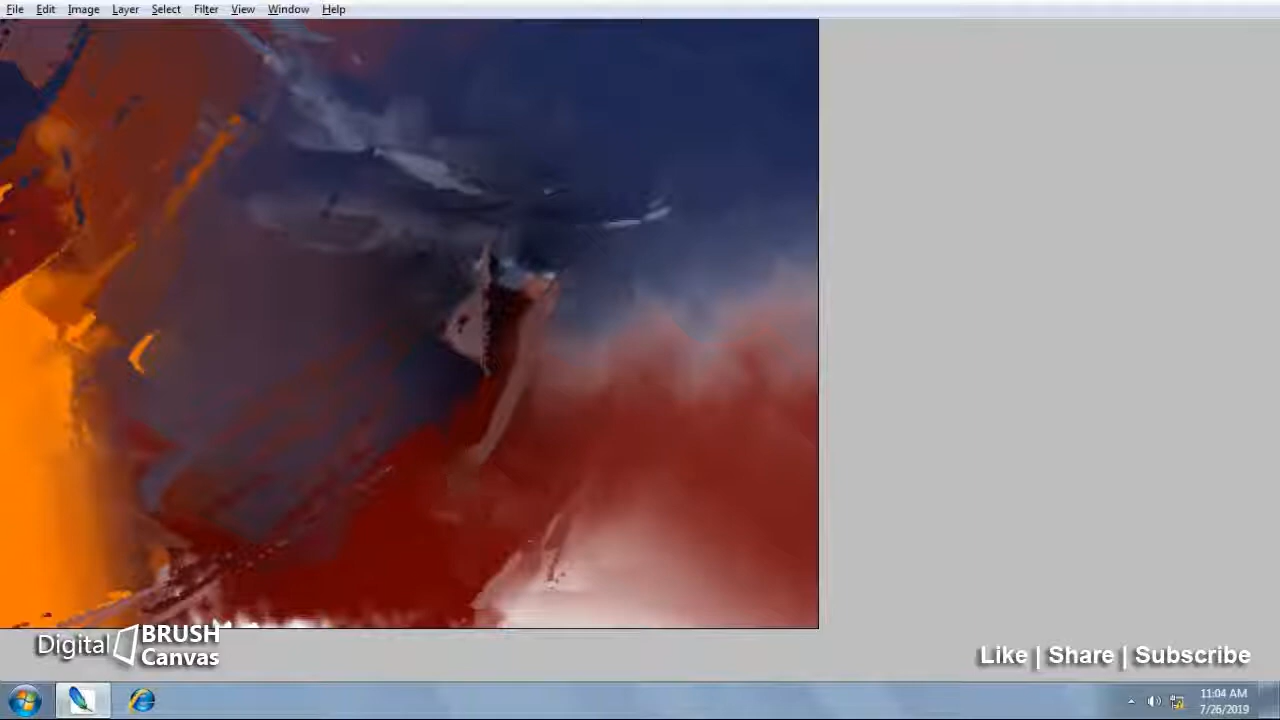 File Edit Image Layer Select Filter View Window Help
Digital BRUSH Canvas
Like | Share | Subscribe
11:04 AM
7/26/2019